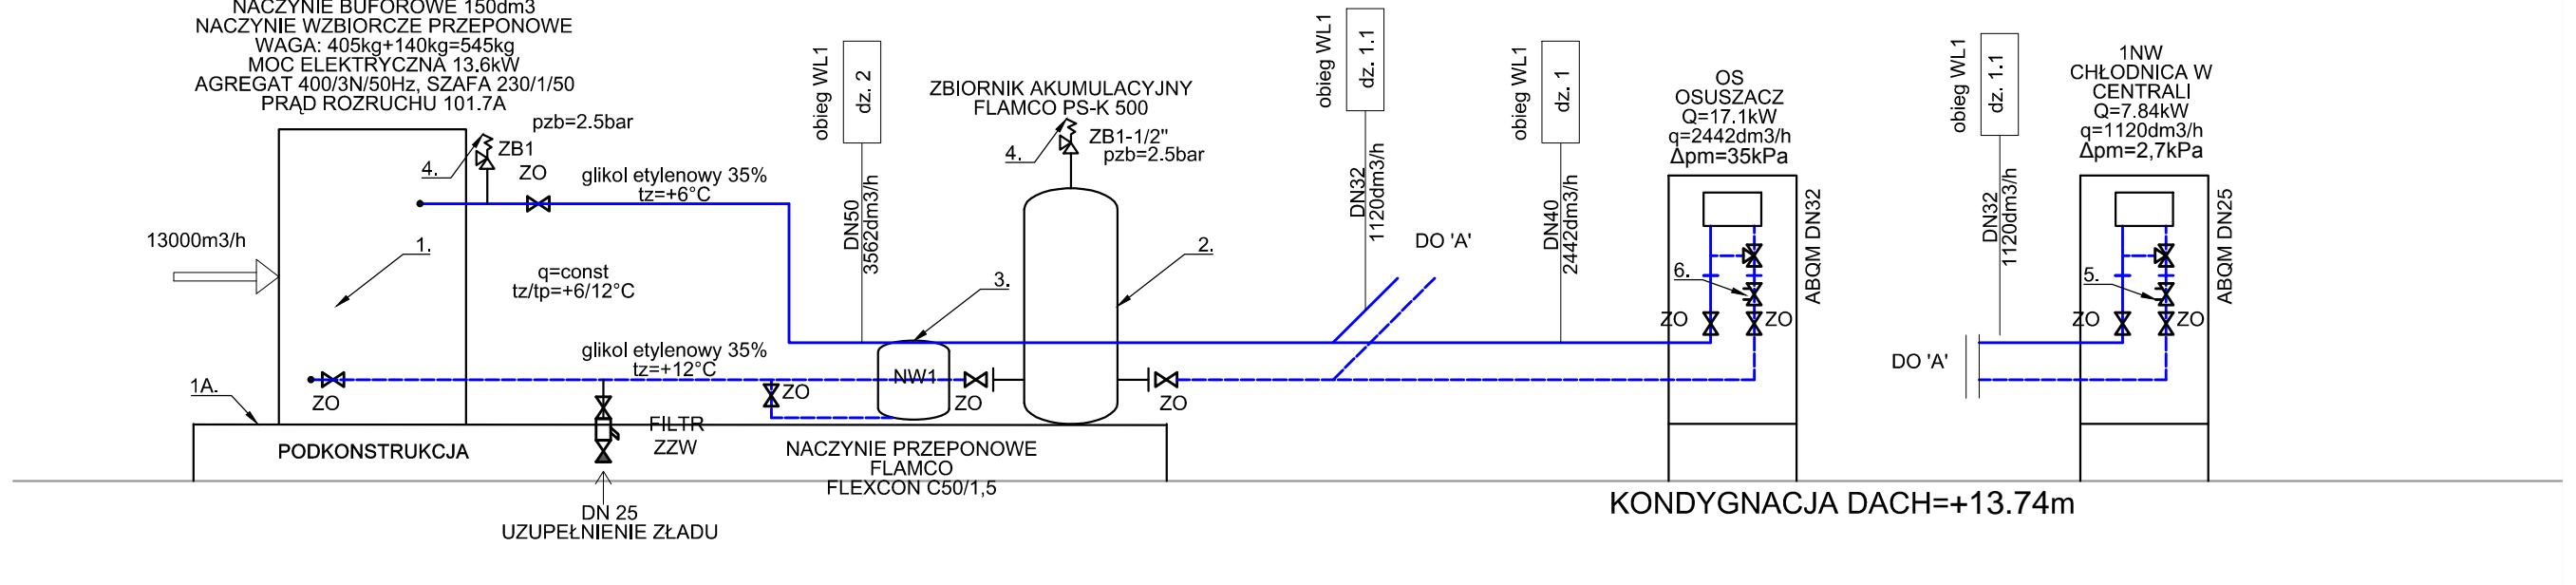 NACZYNIE BUFOROWE 150dm3
NACZYNIE WZBIORCZE PRZEPONOWE
WAGA: 405kg+140kg=545kg
MOC ELEKTRYCZNA 13.6kW
AGREGAT 400/3N/50Hz, SZAFA 230/1/50
PRĄD ROZRUCHU 101.7A
pzb=2.5bar
ZB1
4.
ZO
glikol etylenowy 35%
tz=+6°C
13000m3/h
1.
q=const
tz/tp=+6/12°C
glikol etylenowy 35%
tz=+12°C
1A.
ZO
ZO
PODKONSTRUKCJA
FILTR
ZZW
DN 25
UZUPEŁNIENIE ZŁADU
obieg WL1
dz. 2
DN50
3562dm3/h
ZBIORNIK AKUMULACYJNY
FLAMCO PS-K 500
4.
ZB1-1/2"
pzb=2.5bar
3.
2.
NW1
ZO
ZO
NACZYNIE PRZEPONOWE
FLAMCO
FLEXCON C50/1,5
obieg WL1
dz. 1.1
DN32
1120dm3/h
DO 'A'
obieg WL1
dz. 1
DN40
2442dm3/h
OS
OSUSZACZ
Q=17.1kW
q=2442dm3/h
Δpm=35kPa
6.
ZO
ZO
ABQM DN32
obieg WL1
dz. 1.1
DN32
1120dm3/h
DO 'A'
1NW
CHŁODNICA W
CENTRALI
Q=7.84kW
q=1120dm3/h
Δpm=2,7kPa
5.
ZO
ZO
ABQM DN25
KONDYGNACJA DACH=+13.74m